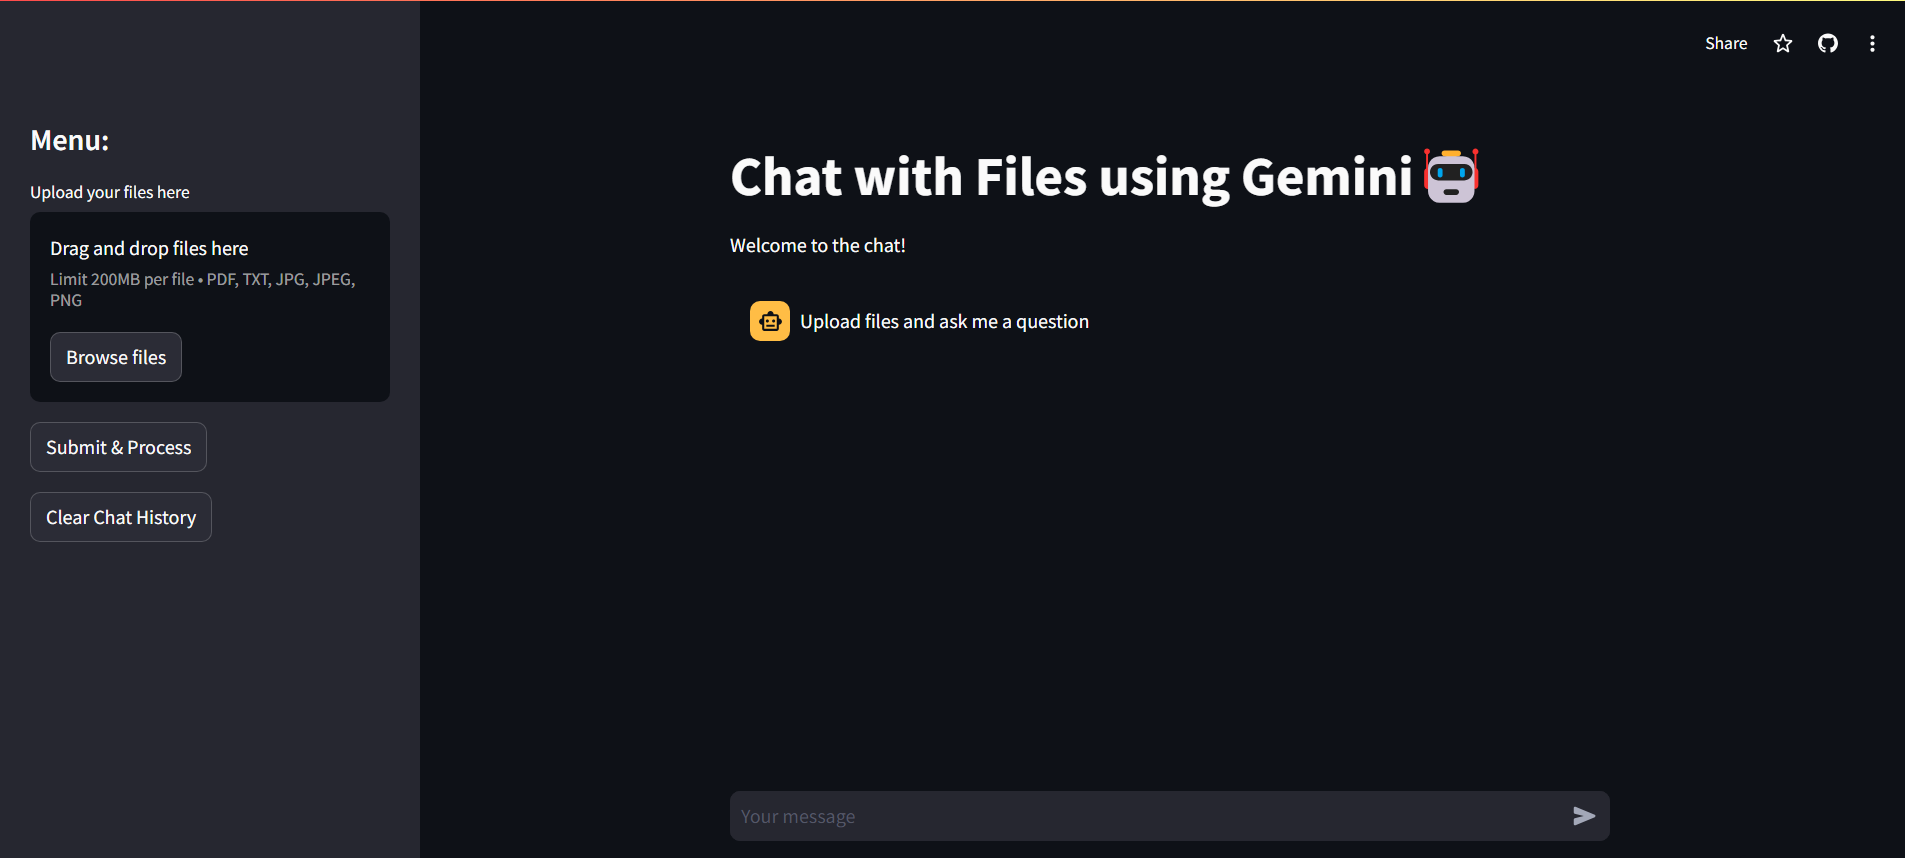 Share
Menu:
Upload your files here
Drag and drop files here
Limit 200MB per file • PDF, TXT, JPG, JPEG,
PNG
Browse files
Submit & Process
Clear Chat History
Chat with Files using Gemini
Welcome to the chat!
Upload files and ask me a question
Your message